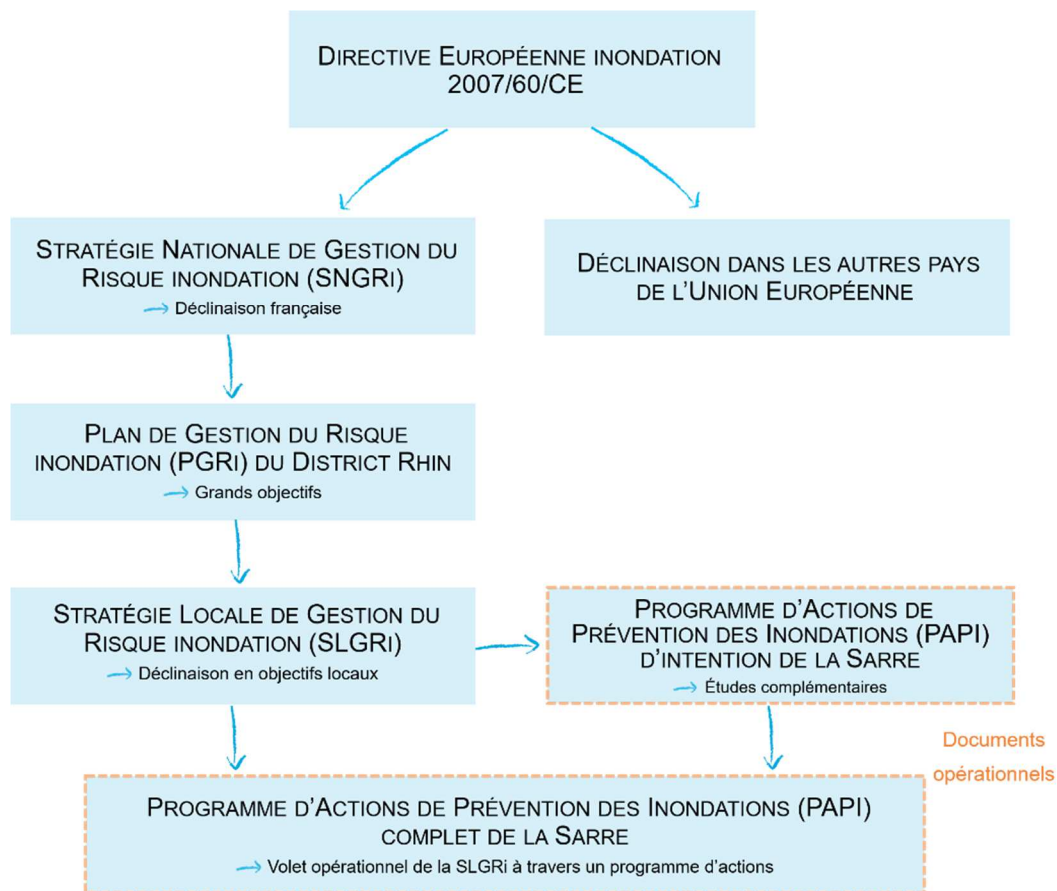 DIRECTIVE EUROPÉENNE INONDATION
2007/60/CE
STRATÉGIE NATIONALE DE GESTION DU
RISQUE INONDATION (SNGRI)
Déclinaison française
DÉCLINAISON DANS LES AUTRES PAYS
DE L'UNION EUROPÉENNE
PLAN DE GESTION DU RISQUE
INONDATION (PGRI) DU DISTRICT RHIN
Grands objectifs
STRATÉGIE LOCALE DE GESTION DU
RISQUE INONDATION (SLGRI)
Déclinaison en objectifs locaux
PROGRAMME D'ACTIONS DE
PRÉVENTION DES INONDATIONS (PAPI)
D'INTENTION DE LA SARRE
Études complémentaires
Documents
opérationnels
PROGRAMME D'ACTIONS DE PRÉVENTION DES INONDATIONS (PAPI)
COMPLET DE LA SARRE
Volet opérationnel de la SLGRi à travers un programme d'actions